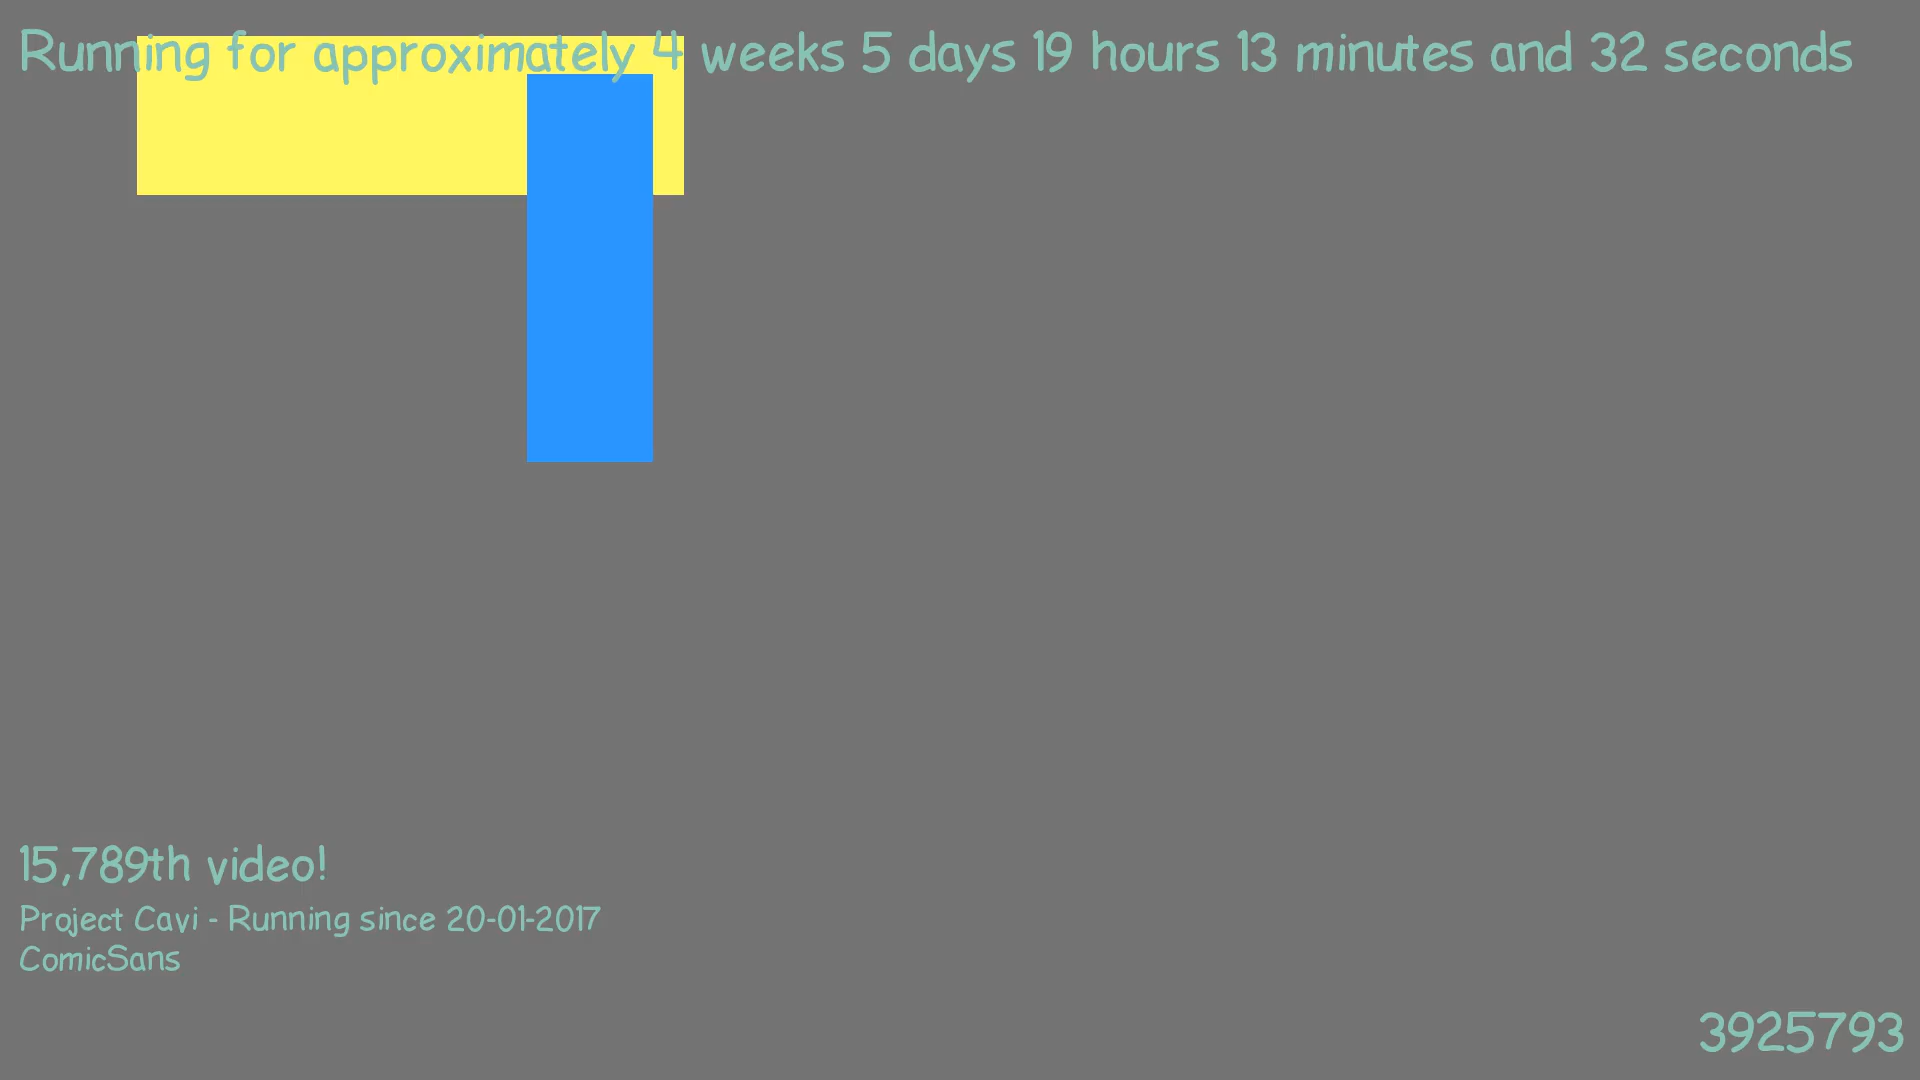 Running for approximately 4 weeks 5 days 19 hours 13 minutes and 32 seconds
15,789th video!
Project Cavi - Running since 20-01-2017
ComicSans
3925793